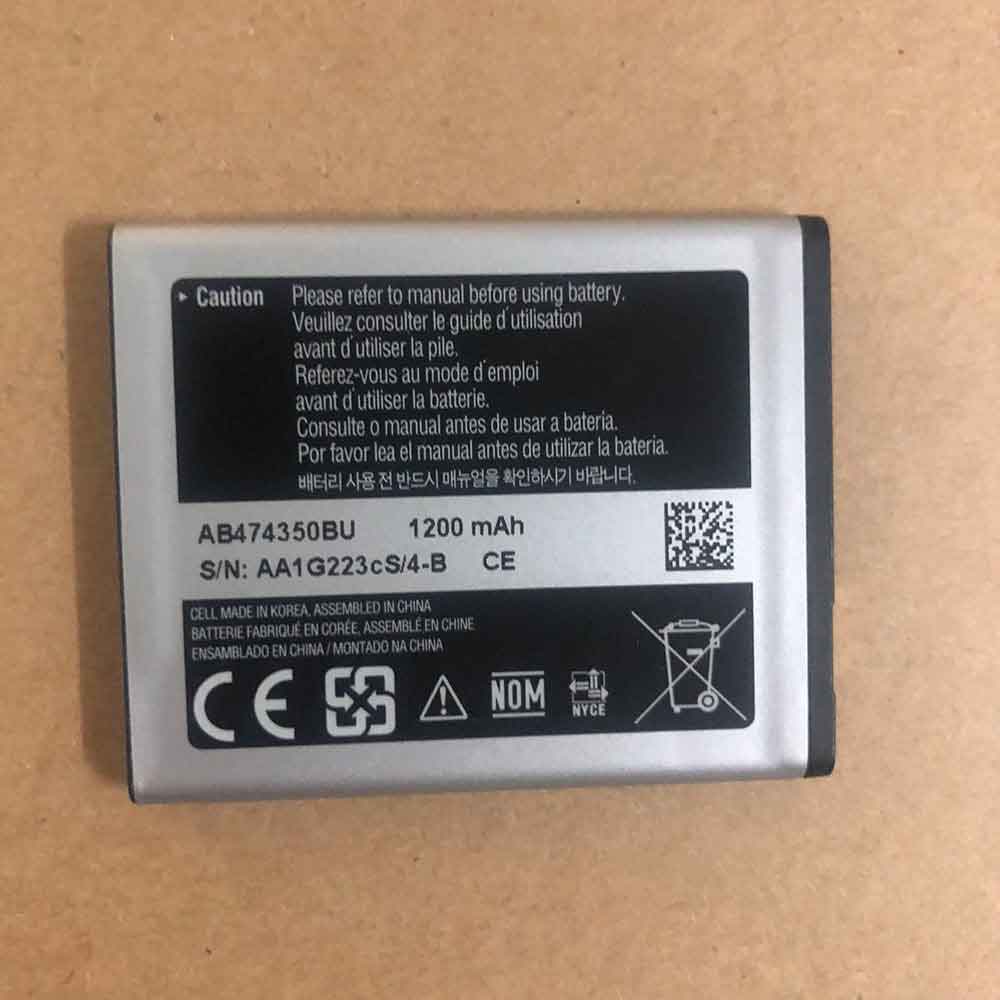 ▸ Caution Please refer to manual before using battery.
Veuillez consulter le guide d'utilisation
avant d'utiliser la pile.
Referez-vous au mode d'emploi
avant d'utiliser la batterie.
Consulte o manual antes de usar a bateria.
Por favor lea el manual antes de utilizar la bateria.
배터리 사용 전 반드시 매뉴얼을 확인하시기 바랍니다.
AB474350BU 1200 mAh
S/N: AA1G223cS/4-B CE
CELL MADE IN KOREA, ASSEMBLED IN CHINA
BATTERIE FABRIQUÉ EN CORÉE, ASSEMBLÉ EN CHINE
ENSAMBLADO EN CHINA / MONTADO NA CHINA
CE NOM NYCE